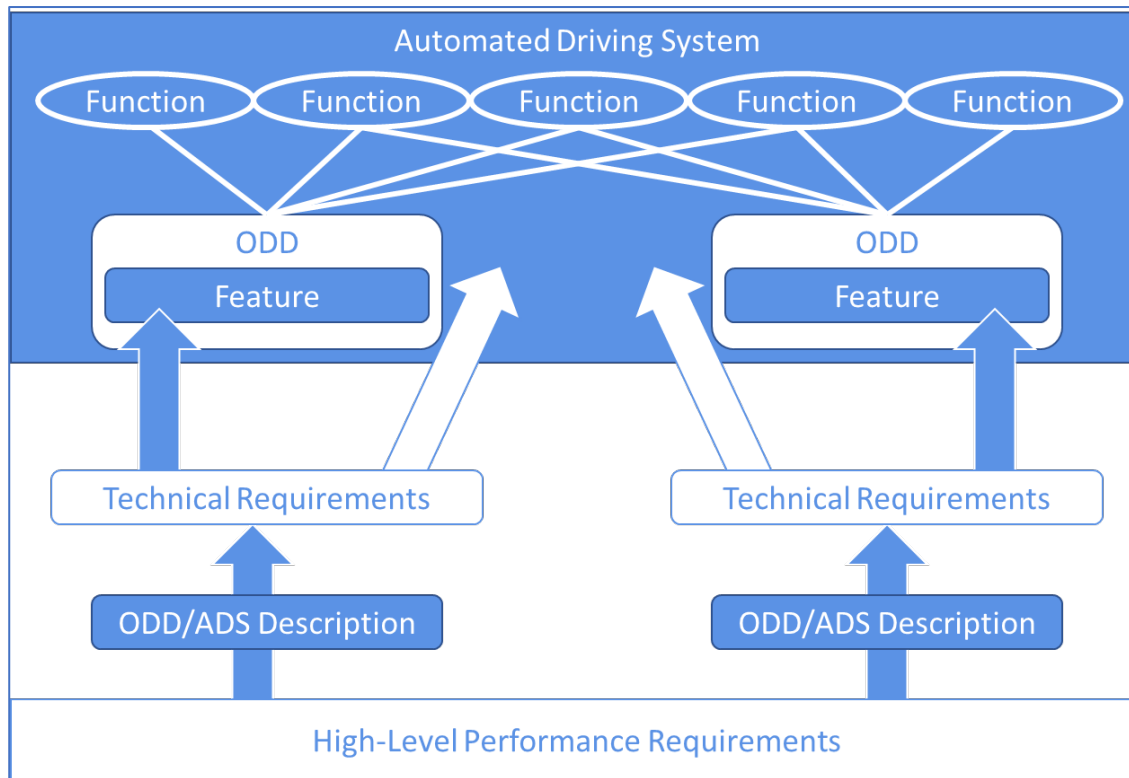 Automated Driving System
Function
Function
Function
Function
Function
ODD
ODD
Feature
Feature
Technical Requirements
Technical Requirements
ODD/ADS Description
ODD/ADS Description
High-Level Performance Requirements